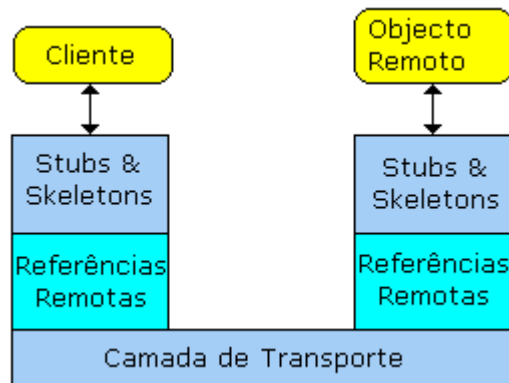 Cliente
Objecto
Remoto
Stubs &
Skeletons
Stubs &
Skeletons
Referências
Remotas
Referências
Remotas
Camada de Transporte